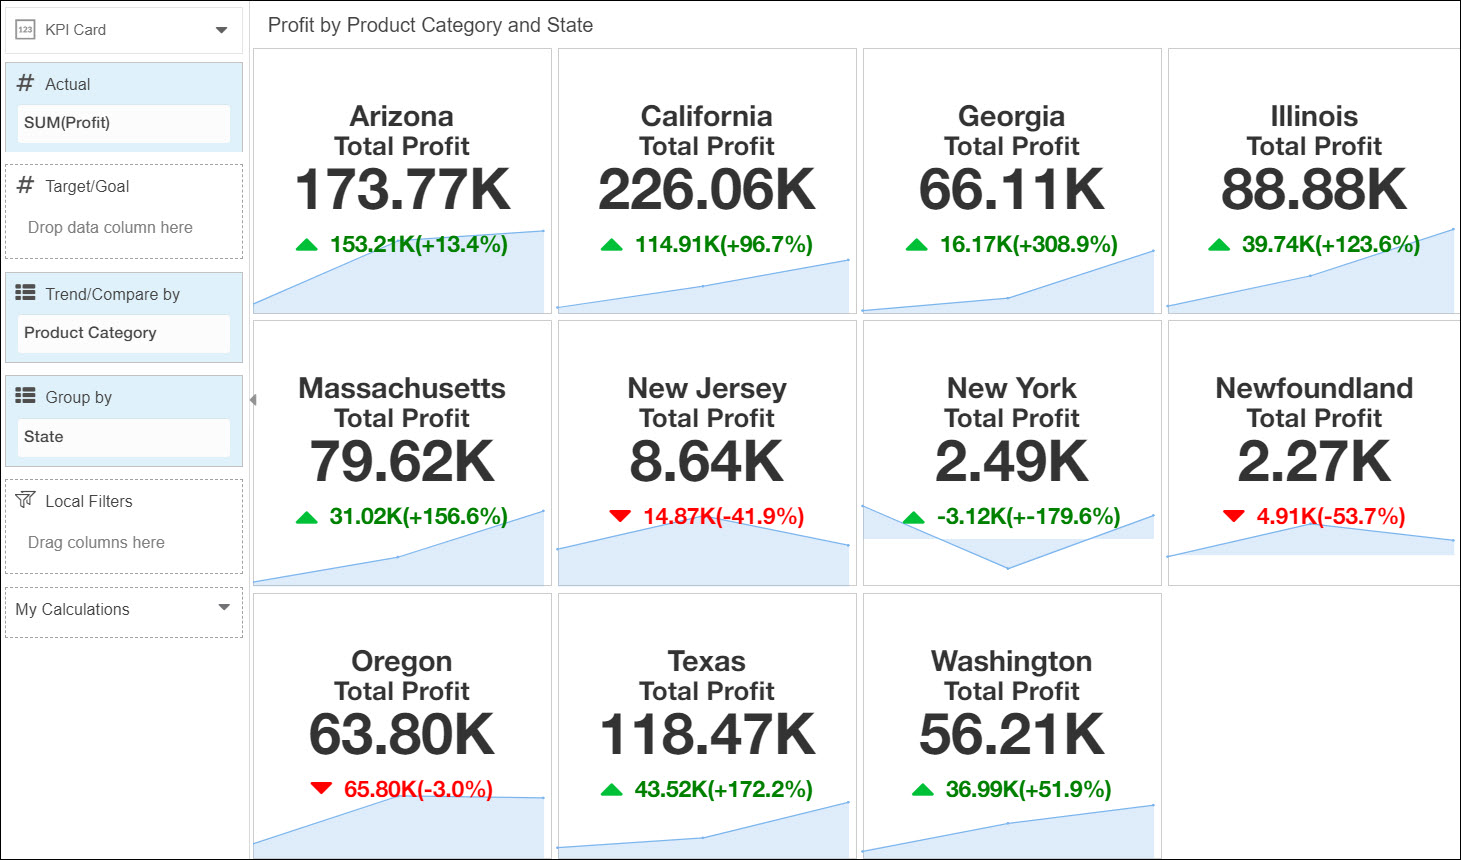 123 KPI Card
Actual
SUM(Profit)
Target/Goal
Drop data column here
Trend/Compare by
Product Category
Group by
State
Local Filters
Drag columns here
My Calculations
Profit by Product Category and State
Arizona
Total Profit
173.77K
153.21K(+13.4%)
California
Total Profit
226.06K
114.91K(+96.7%)
Georgia
Total Profit
66.11K
16.17K(+308.9%)
Illinois
Total Profit
88.88K
39.74K(+123.6%)
Massachusetts
Total Profit
79.62K
31.02K(+156.6%)
New Jersey
Total Profit
8.64K
14.87K(-41.9%)
New York
Total Profit
2.49K
-3.12K(+-179.6%)
Newfoundland
Total Profit
2.27K
4.91K(-53.7%)
Oregon
Total Profit
63.80K
65.80K(-3.0%)
Texas
Total Profit
118.47K
43.52K(+172.2%)
Washington
Total Profit
56.21K
36.99K(+51.9%)